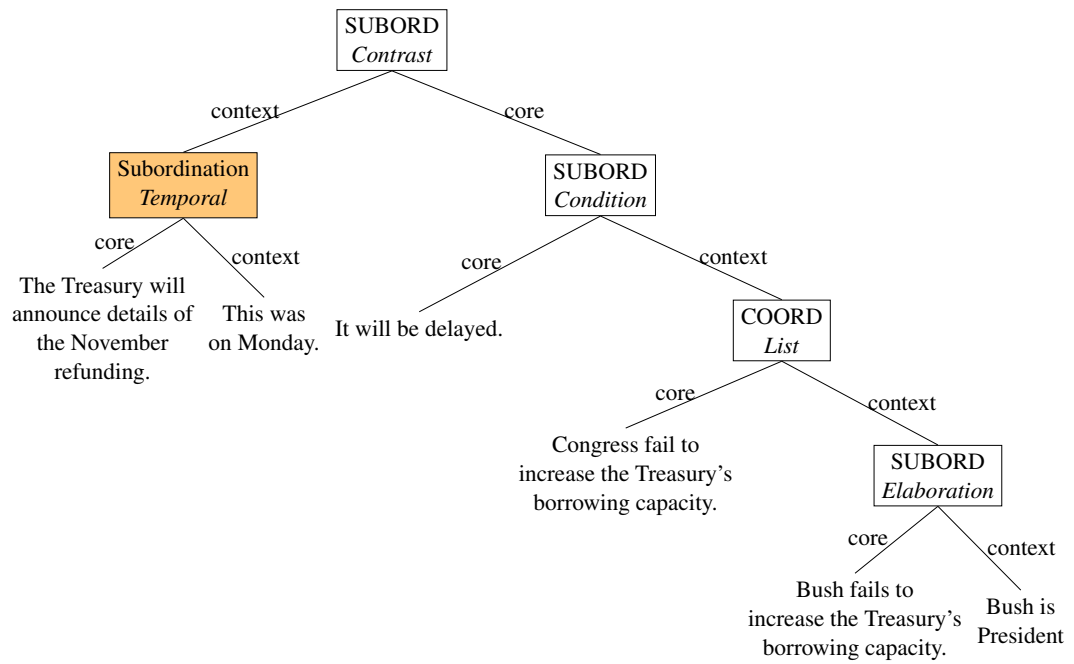 SUBORD
Contrast
context
core
Subordination
Temporal
SUBORD
Condition
core
context
core
context
The Treasury will
announce details of
the November
refunding.
This was
on Monday.
It will be delayed.
COORD
List
core
context
Congress fail to
increase the Treasury's
borrowing capacity.
SUBORD
Elaboration
core
context
Bush fails to
increase the Treasury's
borrowing capacity.
Bush is
President